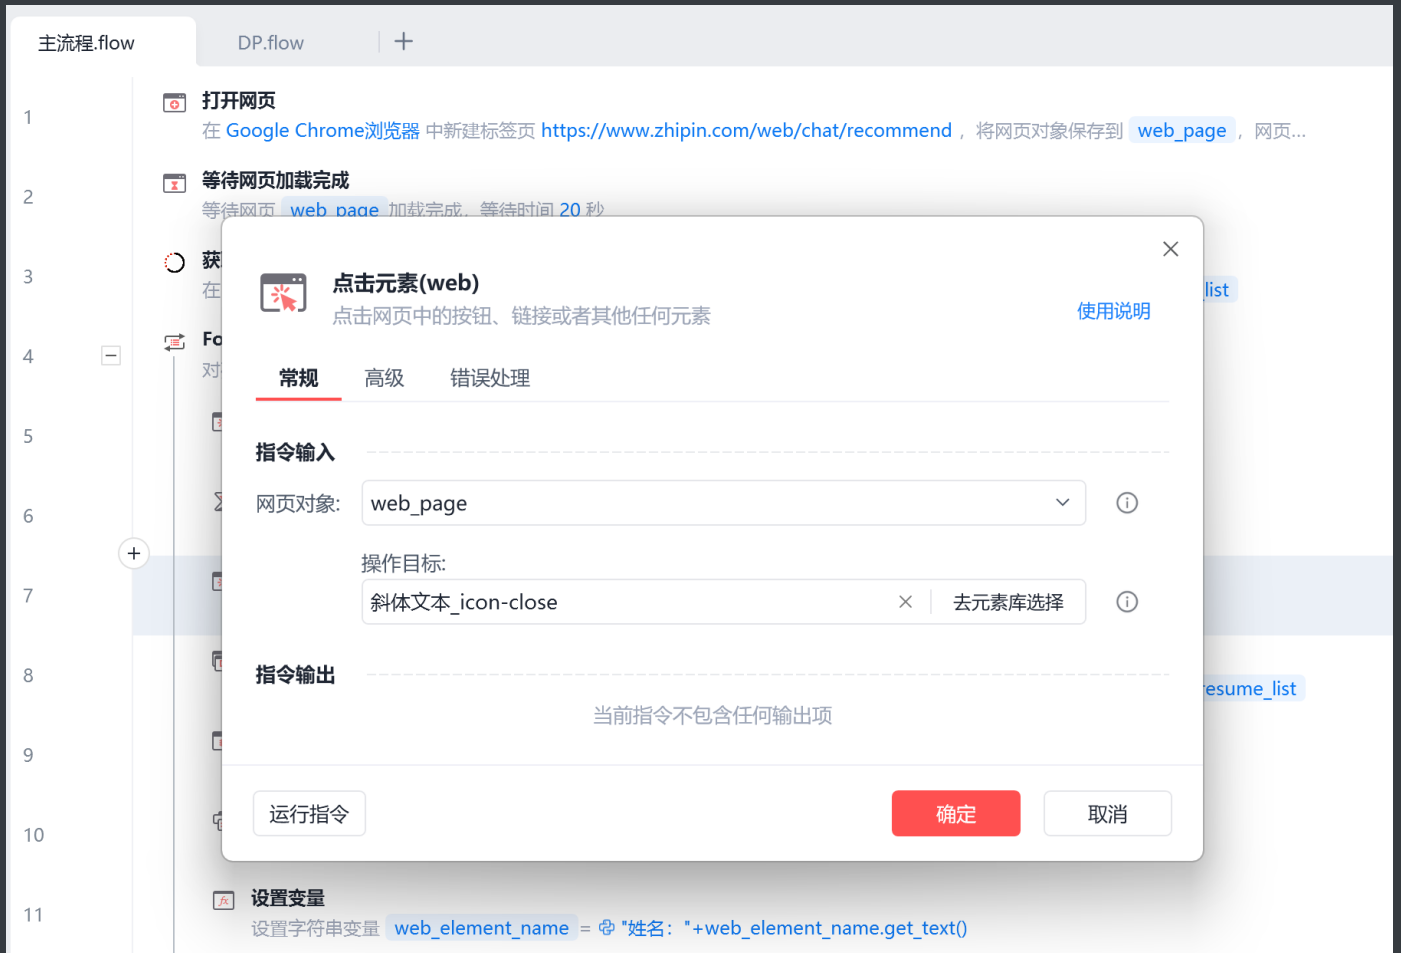 主流程.flow
DP.flow
1
打开网页
在 Google Chrome浏览器 中新建标签页 https://www.zhipin.com/web/chat/recommend ，将网页对象保存到 web_page ，网页...
2
等待网页加载完成
等待网页 web_page 加载完成，等待时间 20 秒
3
获
在
list
4
Fo
对
5
6
7
8
resume_list
9
10
点击元素(web)
点击网页中的按钮、链接或者其他任何元素
使用说明
常规
高级
错误处理
指令输入
网页对象:
web_page
操作目标:
斜体文本_icon-close
去元素库选择
指令输出
当前指令不包含任何输出项
运行指令
确定
取消
11
设置变量
设置字符串变量 web_element_name = "姓名："+web_element_name.get_text()